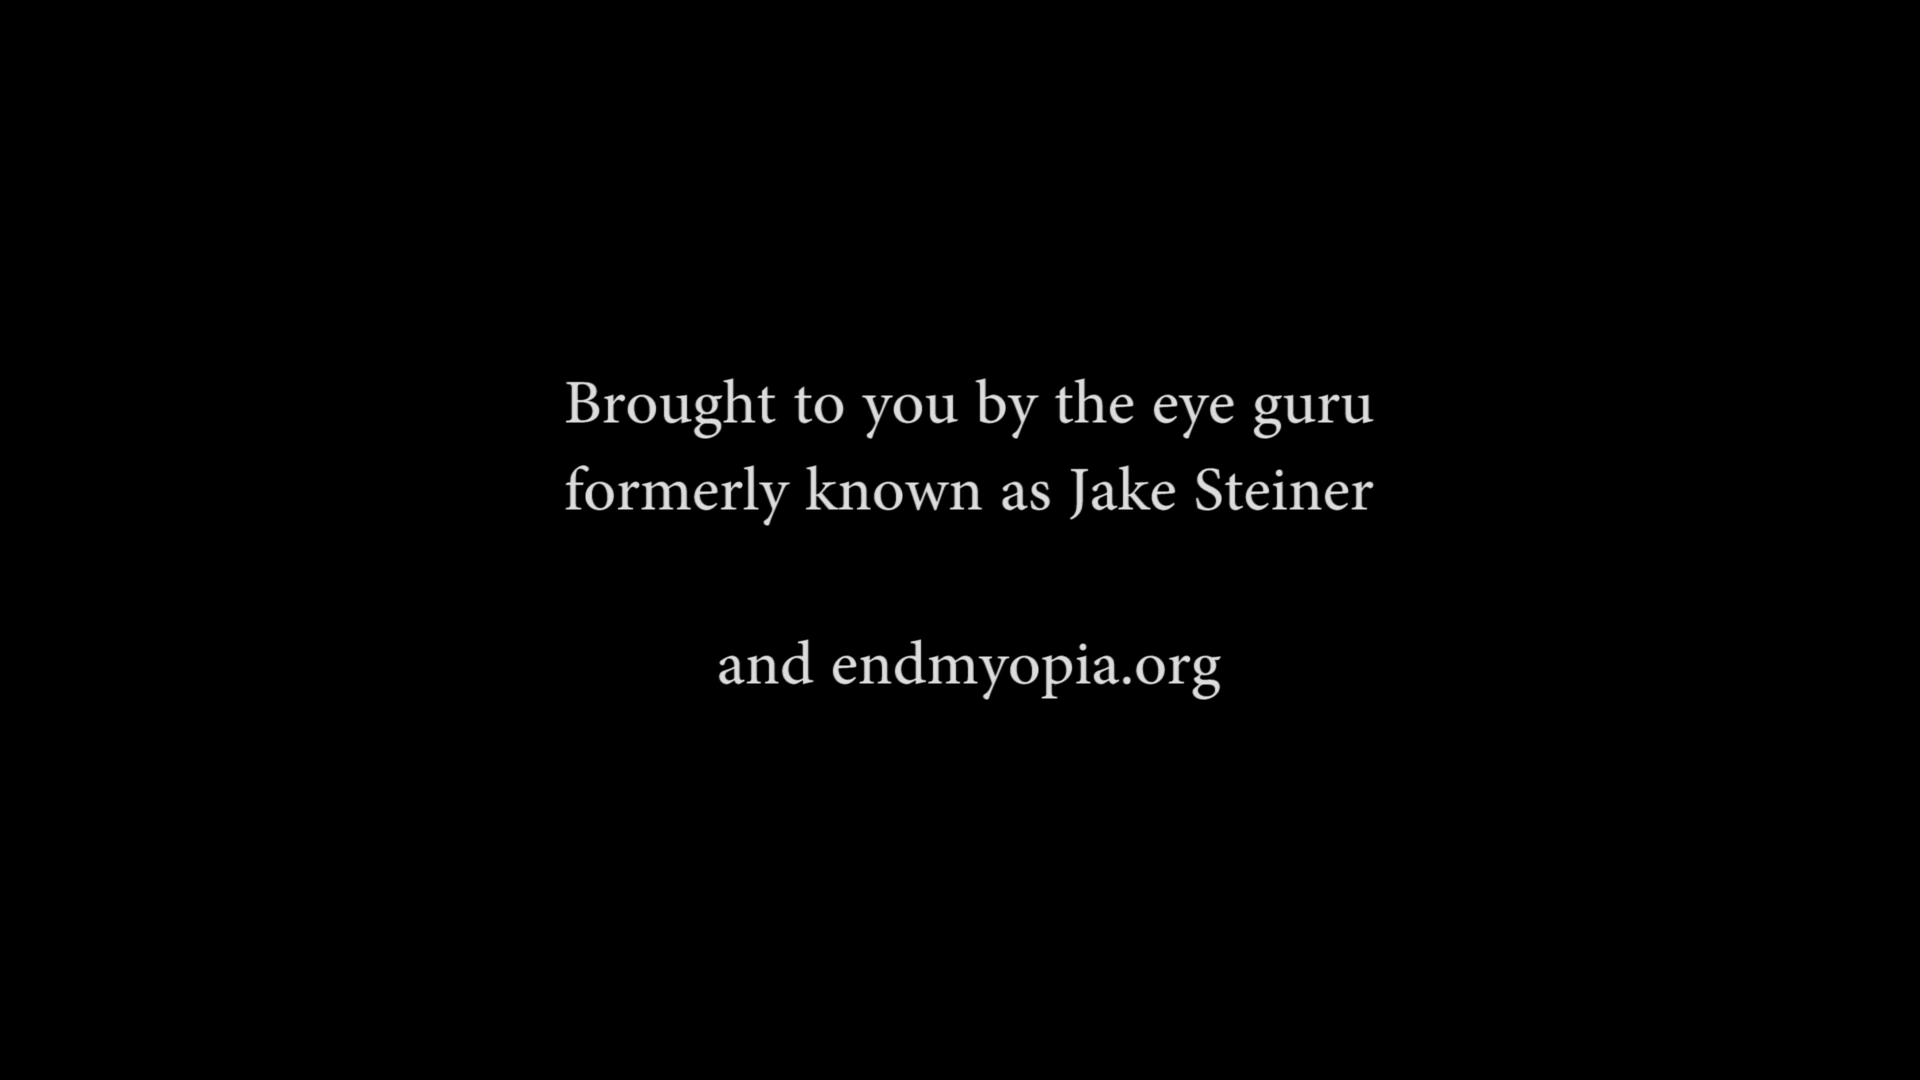 Brought to you by the eye guru
formerly known as Jake Steiner
and endmyopia.org